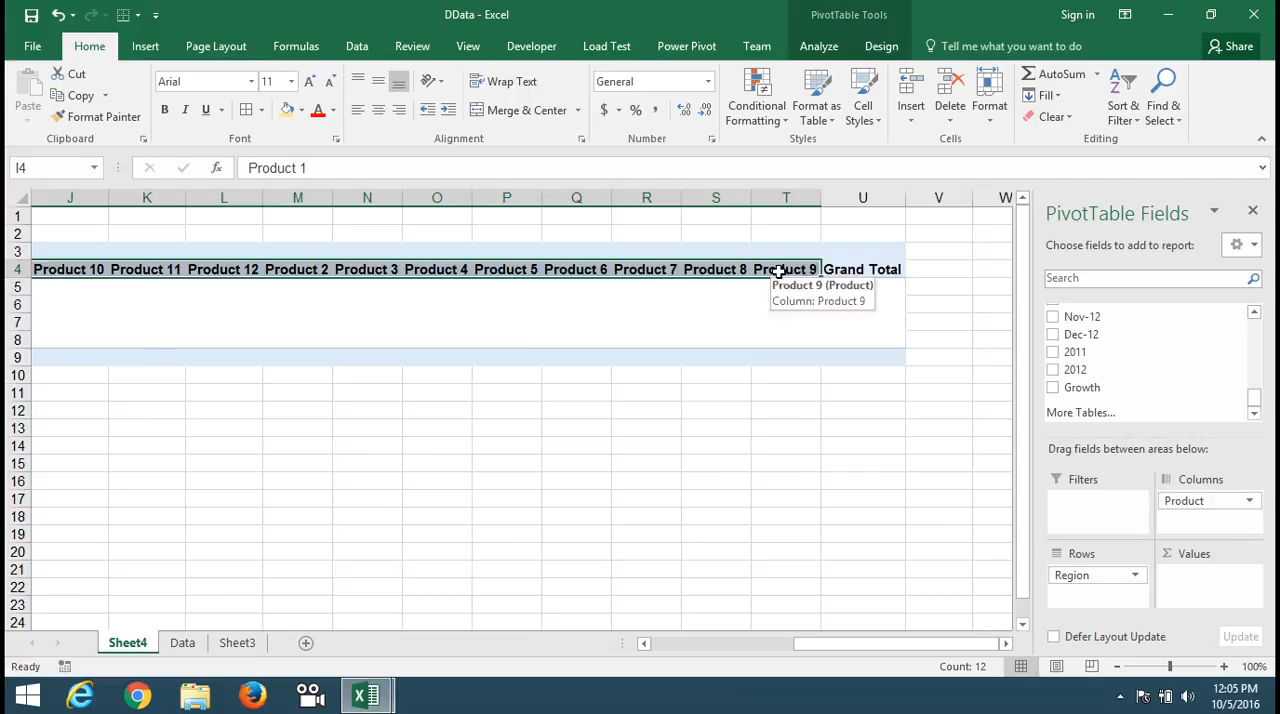 DData - Excel
PivotTable Tools
Sign in
File
Home
Insert
Page Layout
Formulas
Data
Review
View
Developer
Load Test
Power Pivot
Team
Analyze
Design
Tell me what you want to do
Share
Paste
Cut
Copy
Format Painter
Clipboard
Arial
11
B I U
Font
Wrap Text
Merge & Center
Alignment
General
$ % ,
Number
Conditional
Formatting
Format as
Table
Cell
Styles
Styles
Insert
Delete
Format
Cells
AutoSum
Fill
Clear
Sort &
Filter
Find &
Select
Editing
I4
fx
Product 1
J K L M N O P Q R S T U V W
1
2
3
4 Product 10 Product 11 Product 12 Product 2 Product 3 Product 4 Product 5 Product 6 Product 7 Product 8 Product 9 Grand Total
5
6
7
8
9
10
11
12
13
14
15
16
17
18
19
20
21
22
23
24
Product 9 (Product)
Column: Product 9
PivotTable Fields
Choose fields to add to report:
Search
Nov-12
Dec-12
2011
2012
Growth
More Tables...
Drag fields between areas below:
Filters
Columns
Product
Rows
Values
Region
Defer Layout Update
Update
Sheet4
Data
Sheet3
Ready
Count: 12
100%
12:05 PM
10/5/2016